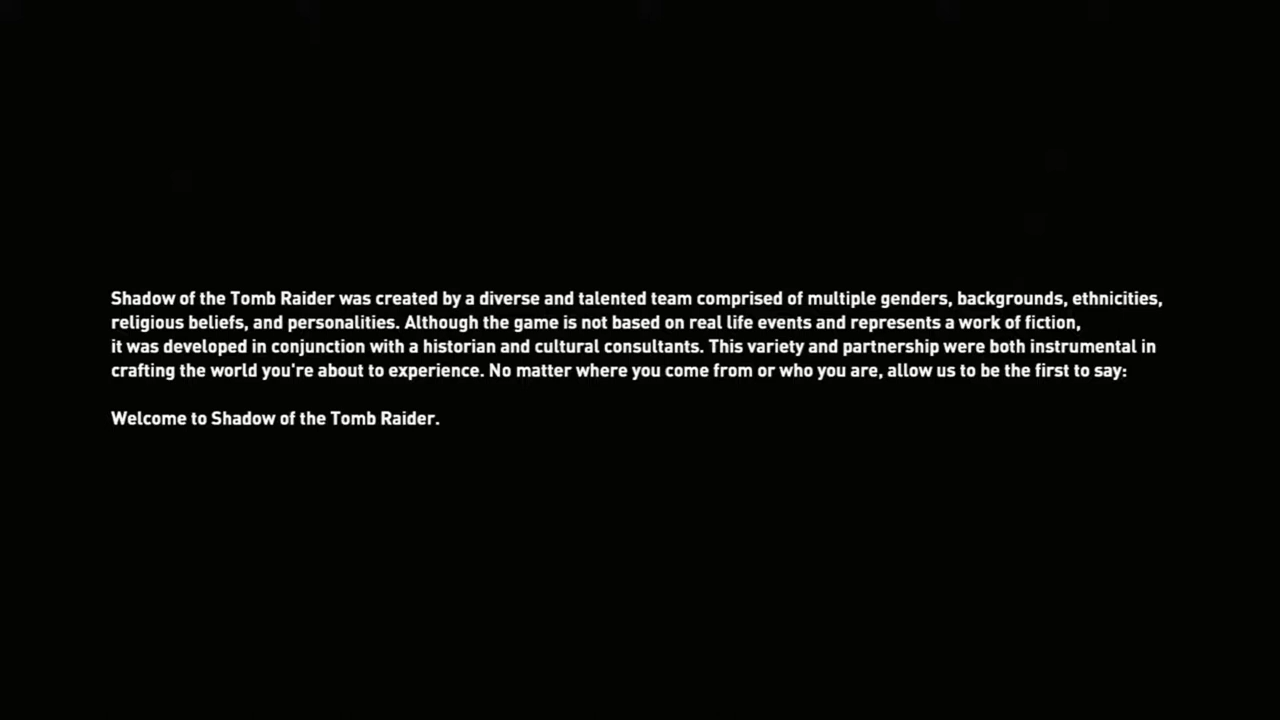 Shadow of the Tomb Raider was created by a diverse and talented team comprised of multiple genders, backgrounds, ethnicities,
religious beliefs, and personalities. Although the game is not based on real life events and represents a work of fiction,
it was developed in conjunction with a historian and cultural consultants. This variety and partnership were both instrumental in
crafting the world you're about to experience. No matter where you come from or who you are, allow us to be the first to say:
Welcome to Shadow of the Tomb Raider.